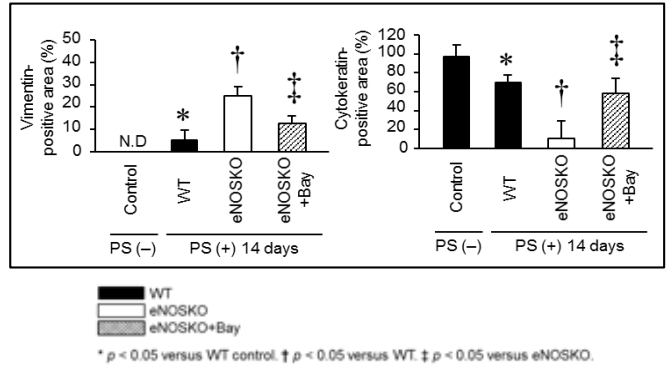 Vimentin-
positive area (%)
50
40
30
20
10
0
N.D
*
†
‡
Control
WT
eNOSKO
eNOSKO
+Bay
PS (–)
PS (+) 14 days
Cytokeratin-
positive area (%)
120
100
80
60
40
20
0
*
†
‡
Control
WT
eNOSKO
eNOSKO
+Bay
PS (–)
PS (+) 14 days
WT
eNOSKO
eNOSKO+Bay
* p < 0.05 versus WT control. † p < 0.05 versus WT. ‡ p < 0.05 versus eNOSKO.